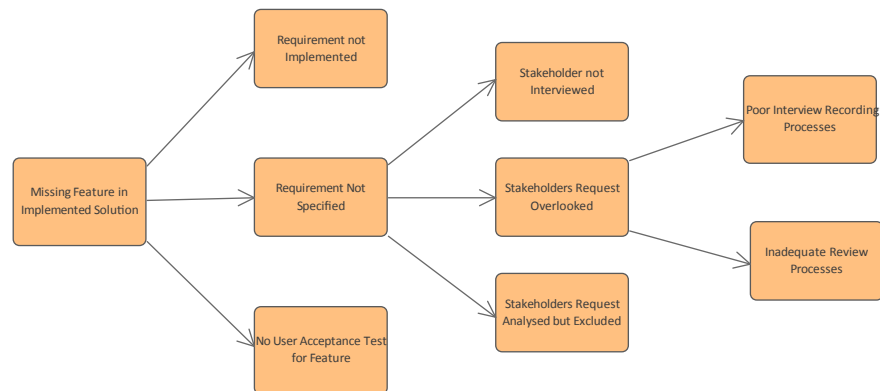 Requirement not
Implemented
Stakeholder not
Interviewed
Poor Interview Recording
Processes
Missing Feature in
Implemented Solution
Requirement Not
Specified
Stakeholders Request
Overlooked
Inadequate Review
Processes
Stakeholders Request
Analysed but Excluded
No User Acceptance Test
for Feature